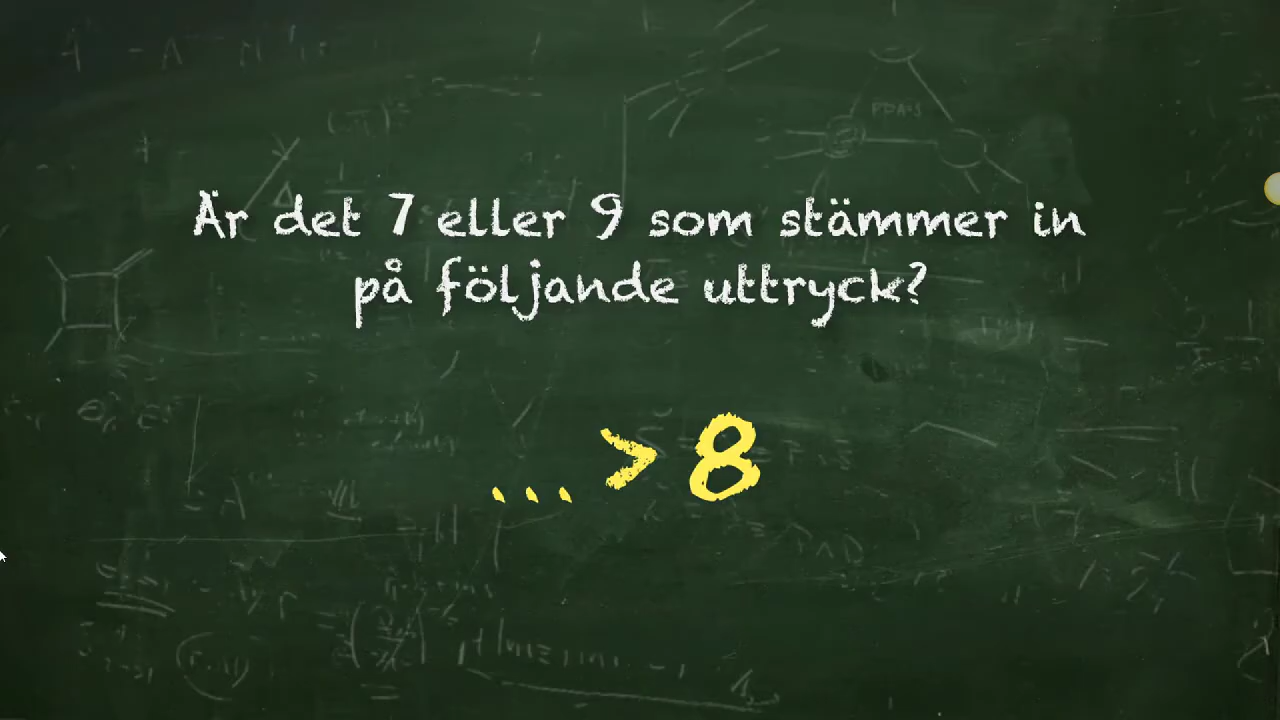 Är det 7 eller 9 som stämmer in
på följande uttryck?
... > 8